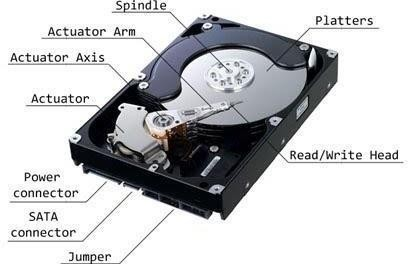 Spindle
Actuator Arm
Platters
Actuator Axis
Actuator
Read/Write Head
Power
connector
SATA
connector
Jumper